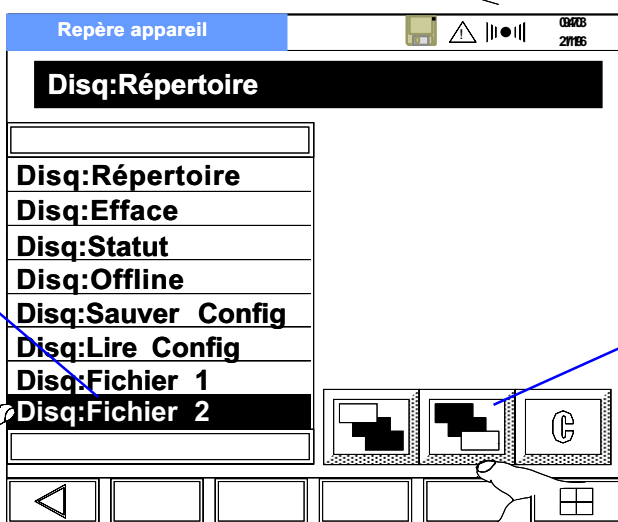 Repère appareil
Disq:Répertoire
Disq:Répertoire
Disq:Efface
Disq:Statut
Disq:Offline
Disq:Sauver Config
Disq:Lire Config
Disq:Fichier 1
Disq:Fichier 2
C